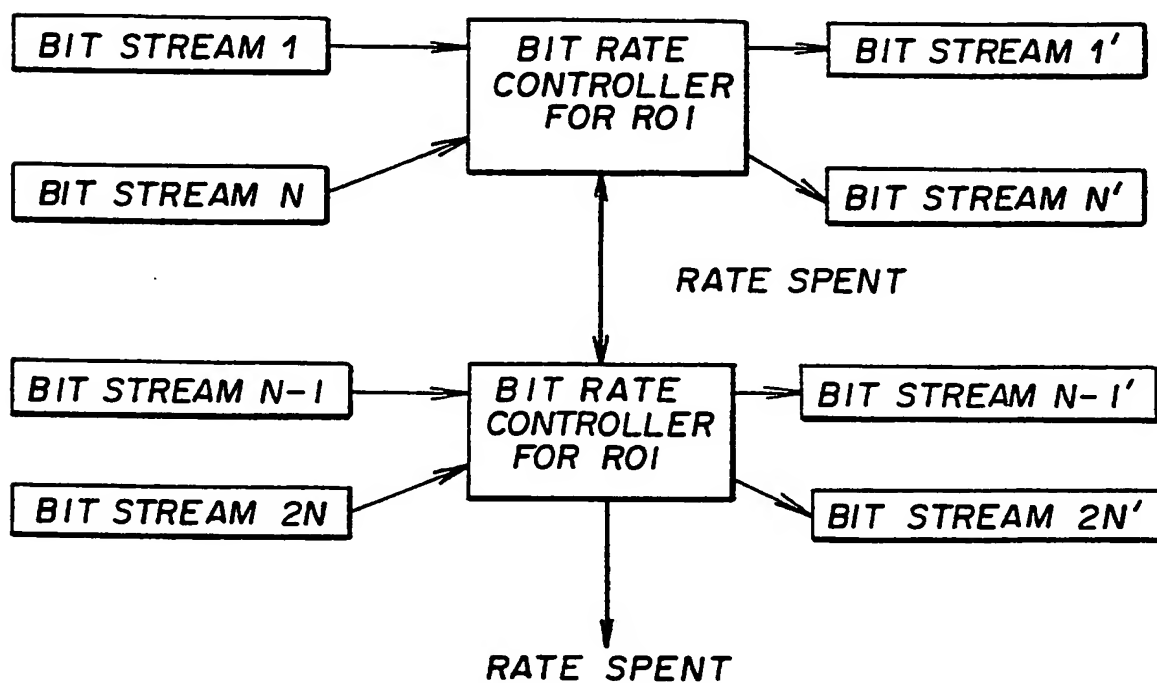 BIT STREAM 1
BIT RATE
CONTROLLER
FOR ROI
BIT STREAM 1'
BIT STREAM N
BIT STREAM N'
RATE SPENT
BIT STREAM N-1
BIT RATE
CONTROLLER
FOR ROI
BIT STREAM N-1'
BIT STREAM 2N
BIT STREAM 2N'
RATE SPENT